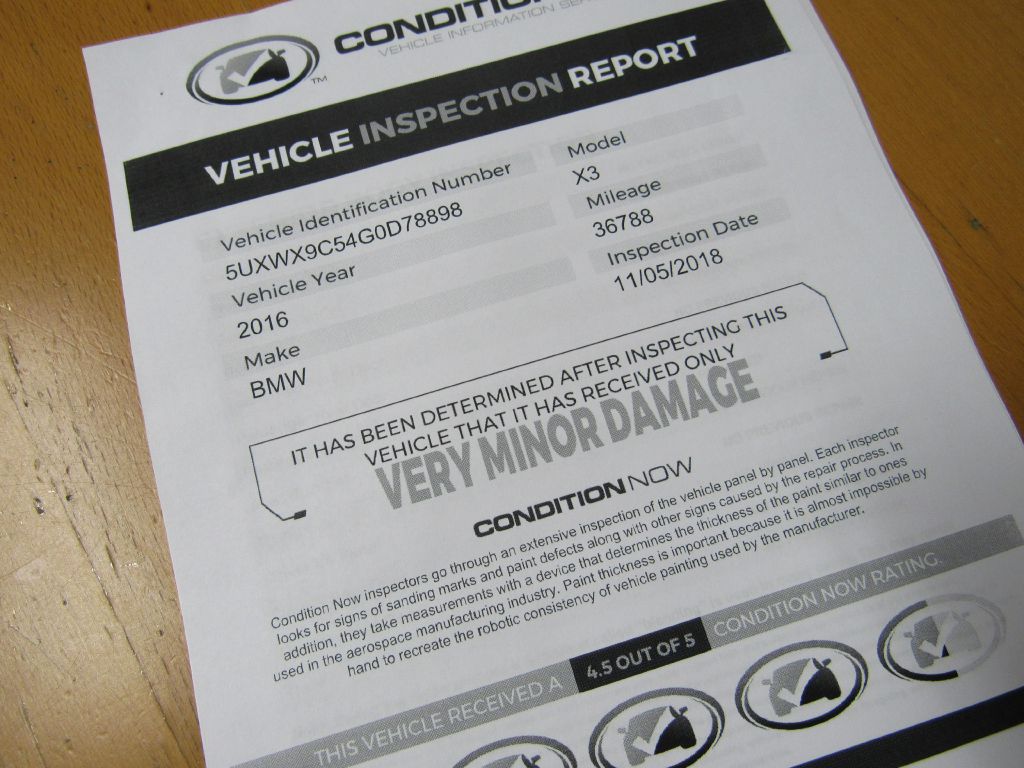 CONDITIO
VEHICLE INFORMATION SER
TM
VEHICLE INSPECTION REPORT
Vehicle Identification Number
5UXWX9C54G0D78898
Vehicle Year
2016
Make
BMW
Model
X3
Mileage
36788
Inspection Date
11/05/2018
IT HAS BEEN DETERMINED AFTER INSPECTING THIS
VEHICLE THAT IT HAS RECEIVED ONLY
VERY MINOR DAMAGE
CONDITIONNOW
Condition Now inspectors go through an extensive inspection of the vehicle panel by panel. Each inspector
looks for signs of sanding marks and paint defects along with other signs caused by the repair process. In
addition, they take measurements with a device that determines the thickness of the paint similar to ones
used in the aerospace manufacturing industry. Paint thickness is important because it is almost impossible by
hand to recreate the robotic consistency of vehicle painting used by the manufacturer.
THIS VEHICLE RECEIVED A 4.5 OUT OF 5 CONDITION NOW RATING.